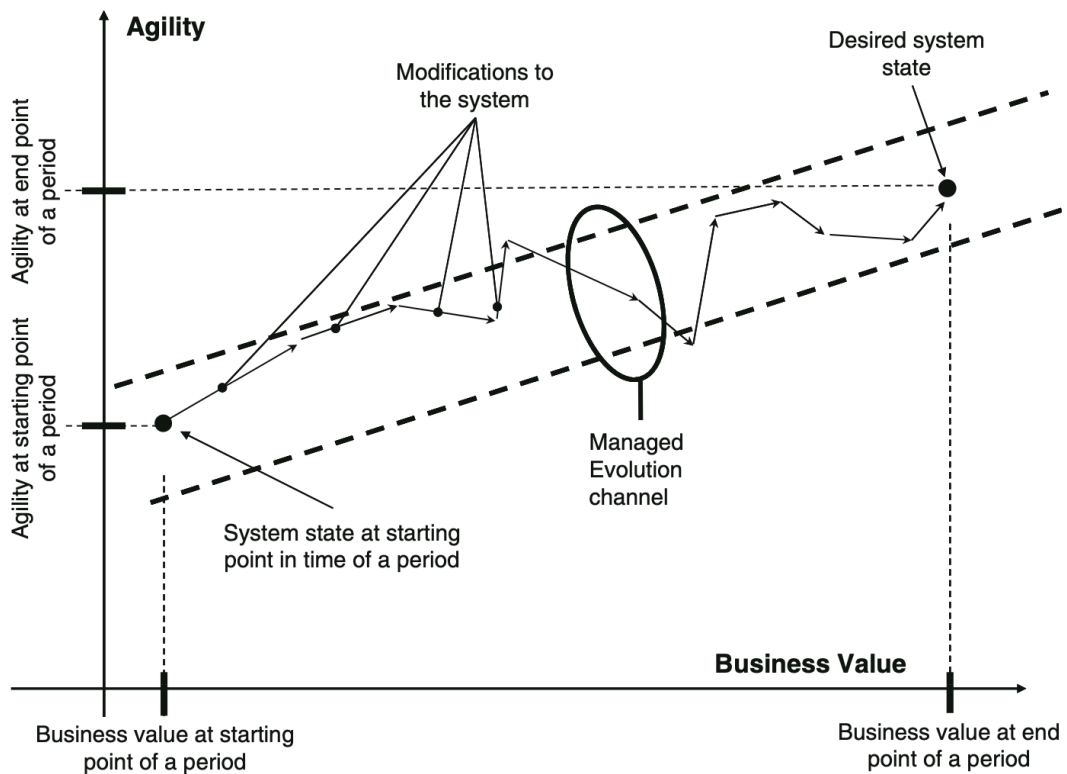 Agility
Desired system
state
Modifications to
the system
Agility at end point
of a period
Agility at starting point
of a period
Managed
Evolution
channel
System state at starting
point in time of a period
Business Value
Business value at starting
point of a period
Business value at end
point of a period